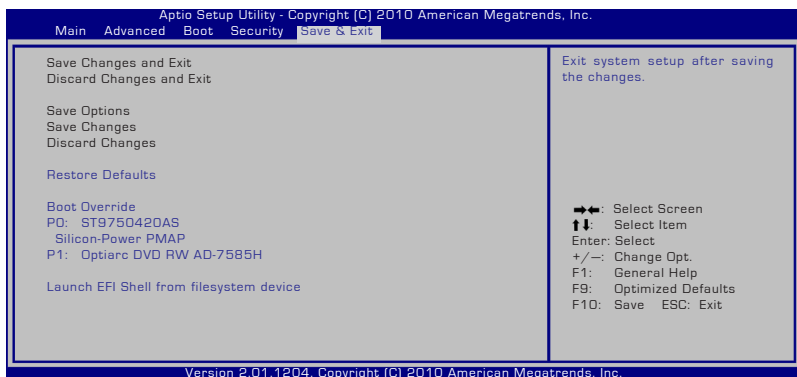 Aptio Setup Utility - Copyright (C) 2010 American Megatrends, Inc.
Main Advanced Boot Security Save & Exit
Save Changes and Exit
Discard Changes and Exit
Save Options
Save Changes
Discard Changes
Restore Defaults
Boot Override
P0: ST9750420AS
Silicon-Power PMAP
P1: Optiarc DVD RW AD-7585H
Launch EFI Shell from filesystem device
Exit system setup after saving
the changes.
→←: Select Screen
↑↓: Select Item
Enter: Select
+/—: Change Opt.
F1: General Help
F9: Optimized Defaults
F10: Save ESC: Exit
Version 2.01.1204. Copyright (C) 2010 American Megatrends, Inc.